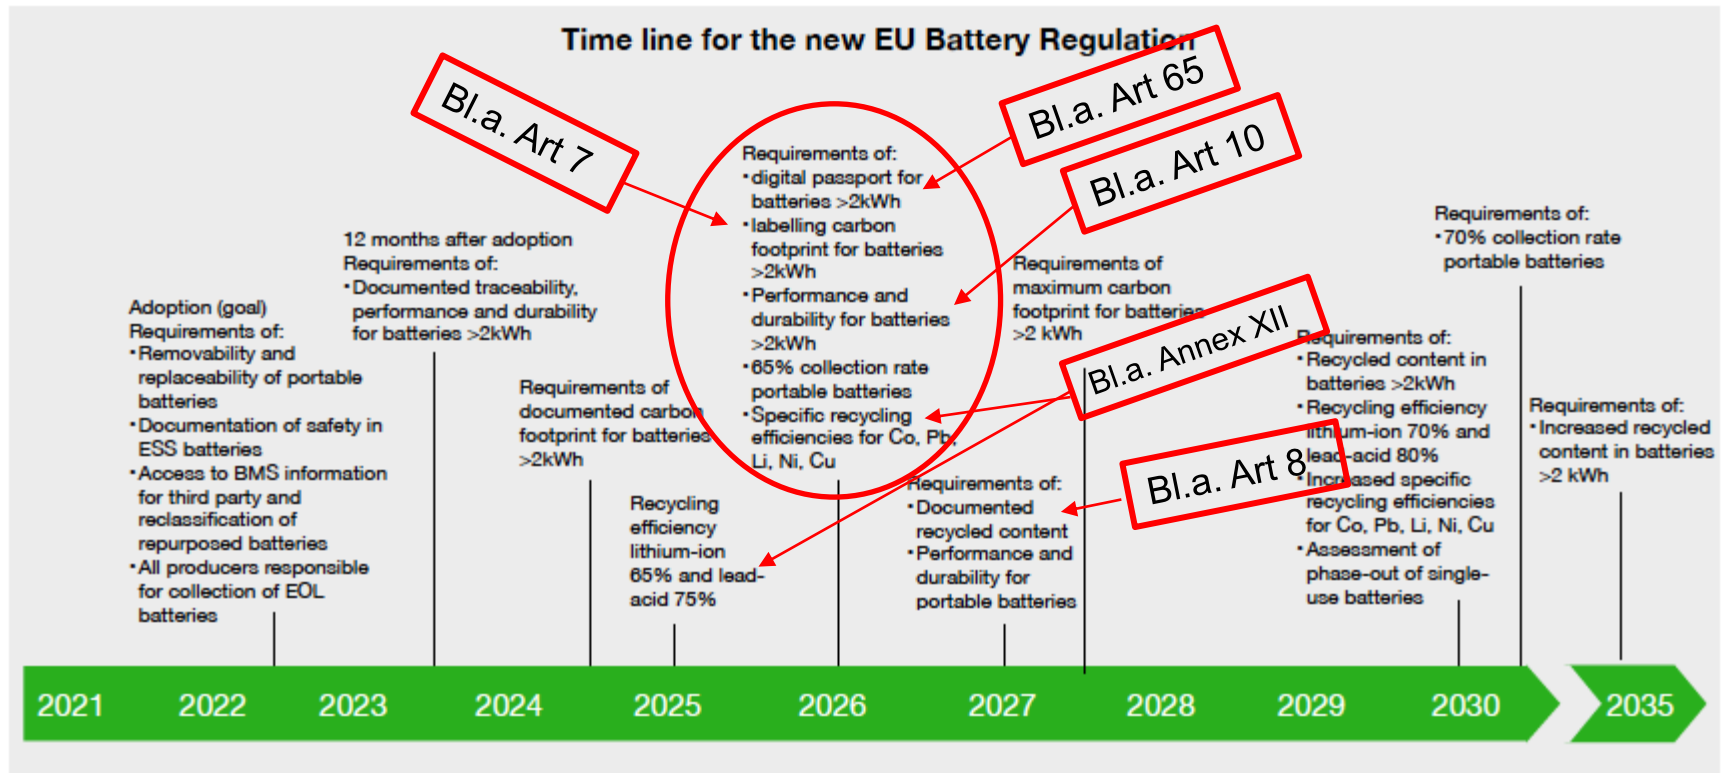 Time line for the new EU Battery Regulation
Bl.a. Art 7
Bl.a. Art 65
Bl.a. Art 10
Bl.a. Annex XII
Bl.a. Art 8
Adoption (goal)
Requirements of:
•Removability and
replaceability of portable
batteries
•Documentation of safety in
ESS batteries
•Access to BMS information
for third party and
reclassification of
repurposed batteries
•All producers responsible
for collection of EOL
batteries
12 months after adoption
Requirements of:
•Documented traceability,
performance and durability
for batteries >2kWh
Requirements of
documented carbon
footprint for batteries
>2kWh
Recycling
efficiency
lithium-ion
65% and lead-
acid 75%
Requirements of:
•digital passport for
batteries >2kWh
•labelling carbon
footprint for batteries
>2kWh
•Performance and
durability for batteries
>2kWh
•65% collection rate
portable batteries
•Specific recycling
efficiencies for Co, Pb,
Li, Ni, Cu
Requirements of:
•Documented
recycled content
•Performance and
durability for
portable batteries
Requirements of
maximum carbon
footprint for batteries
>2 kWh
Requirements of:
•Recycled content in
batteries >2kWh
•Recycling efficiency
lithium-ion 70% and
lead-acid 80%
•Increased specific
recycling efficiencies
for Co, Pb, Li, Ni, Cu
•Assessment of
phase-out of single-
use batteries
Requirements of:
•70% collection rate
portable batteries
Requirements of:
•Increased recycled
content in batteries
>2 kWh
2021 2022 2023 2024 2025 2026 2027 2028 2029 2030 2035